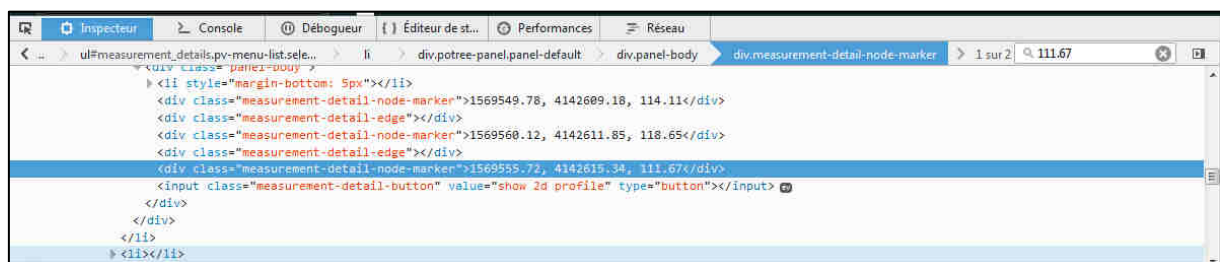 Inspecteur Console Débogueur { } Éditeur de st... Performances Réseau
... ul#measurement_details.pv-menu-list.sele... li div.potree-panel.panel-default div.panel-body div.measurement-detail-node-marker 1 sur 2 111.67
<div class="panel-body">
<li style="margin-bottom: 5px"></li>
<div class="measurement-detail-node-marker">1569549.78, 4142609.18, 114.11</div>
<div class="measurement-detail-edge"></div>
<div class="measurement-detail-node-marker">1569560.12, 4142611.85, 118.65</div>
<div class="measurement-detail-edge"></div>
<div class="measurement-detail-node-marker">1569555.72, 4142615.34, 111.67</div>
<input class="measurement-detail-button" value="show 2d profile" type="button"></input> ev
</div>
</div>
</li>
<li></li>